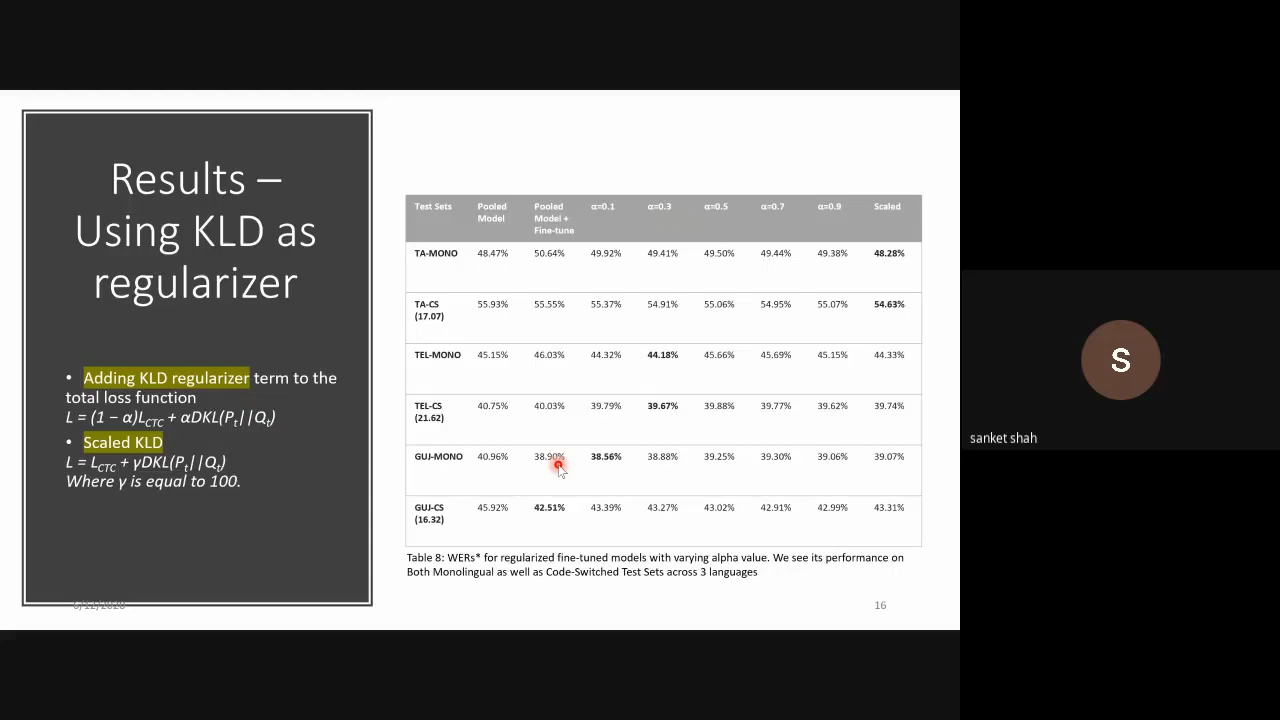 Results –
Using KLD as
regularizer
• Adding KLD regularizer term to the
total loss function
L = (1 − α)L_CTC + αDKL(P_t||Q_t)
• Scaled KLD
L = L_CTC + γDKL(P_t||Q_t)
Where γ is equal to 100.
6/12/2020
Test Sets Pooled Model Pooled Model + Fine-tune α=0.1 α=0.3 α=0.5 α=0.7 α=0.9 Scaled
TA-MONO 48.47% 50.64% 49.92% 49.41% 49.50% 49.44% 49.38% 48.28%
TA-CS (17.07) 55.93% 55.55% 55.37% 54.91% 55.06% 54.95% 55.07% 54.63%
TEL-MONO 45.15% 46.03% 44.32% 44.18% 45.66% 45.69% 45.15% 44.33%
TEL-CS (21.62) 40.75% 40.03% 39.79% 39.67% 39.88% 39.77% 39.62% 39.74%
GUJ-MONO 40.96% 38.90% 38.56% 38.88% 39.25% 39.30% 39.06% 39.07%
GUJ-CS (16.32) 45.92% 42.51% 43.39% 43.27% 43.02% 42.91% 42.99% 43.31%
Table 8: WERs* for regularized fine-tuned models with varying alpha value. We see its performance on
Both Monolingual as well as Code-Switched Test Sets across 3 languages
16
S
sanket shah